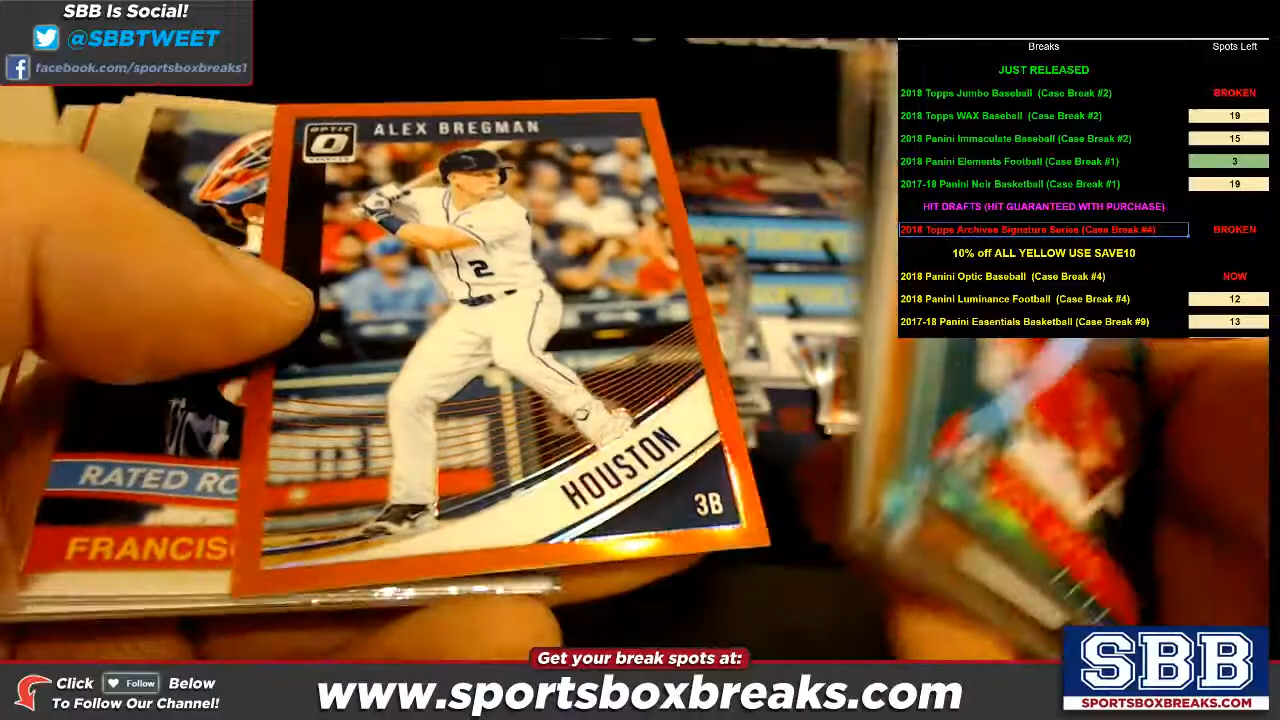 SBB Is Social!
@SBBTWEET
facebook.com/sportsboxbreaks1
Breaks
Spots Left
JUST RELEASED
2018 Topps Jumbo Baseball (Case Break #2)
BROKEN
2018 Topps WAX Baseball (Case Break #2)
19
2018 Panini Immaculate Baseball (Case Break #2)
15
2018 Panini Elements Football (Case Break #1)
3
2017-18 Panini Noir Basketball (Case Break #1)
19
HIT DRAFTS (HIT GUARANTEED WITH PURCHASE)
2018 Topps Archives Signature Series (Case Break #4)
BROKEN
10% off ALL YELLOW USE SAVE10
2018 Panini Optic Baseball (Case Break #4)
NOW
2018 Panini Luminance Football (Case Break #4)
12
2017-18 Panini Essentials Basketball (Case Break #9)
13
OPTIC
ALEX BREGMAN
2
HOUSTON
3B
RATED RO
FRANCIS
Get your break spots at:
www.sportsboxbreaks.com
Click Follow Below
To Follow Our Channel!
SBB
SPORTSBOXBREAKS.COM